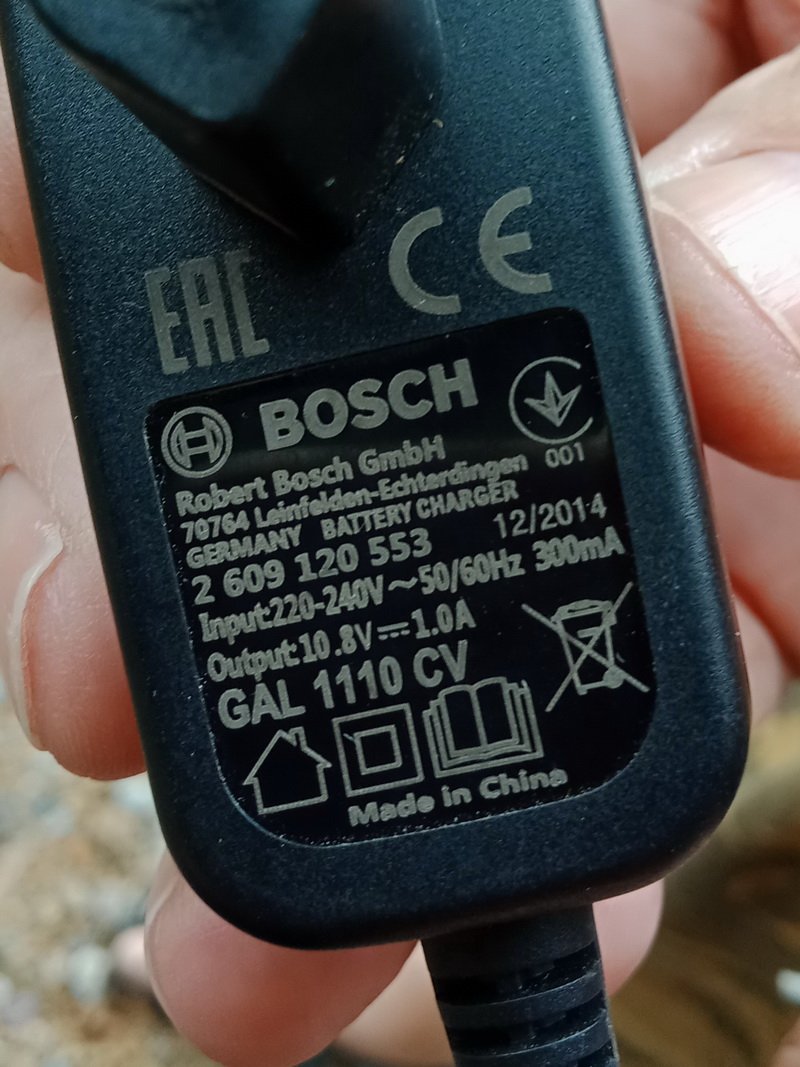 EAC CE
BOSCH
Robert Bosch GmbH
001
70764 Leinfelden-Echterdingen
GERMANY BATTERY CHARGER
2 609 120 553 12/2014
Input:220-240V～50/60Hz 300mA
Output:10.8V⎓1.0A
GAL 1110 CV
Made in China